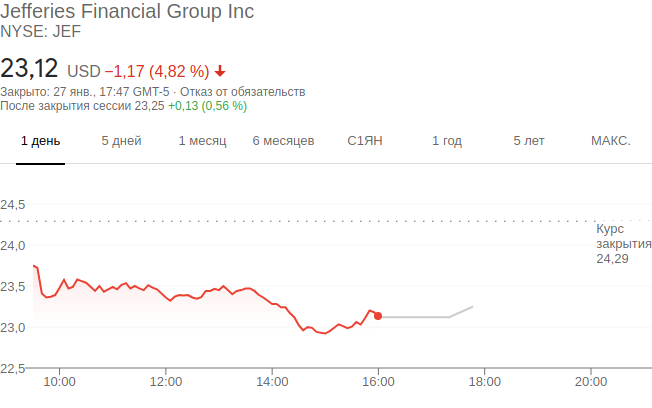 Jefferies Financial Group Inc
NYSE: JEF
23,12 USD −1,17 (4,82 %)
Закрыто: 27 янв., 17:47 GMT-5 · Отказ от обязательств
После закрытия сессии 23,25 +0,13 (0,56 %)
1 день 5 дней 1 месяц 6 месяцев С1ЯН 1 год 5 лет МАКС.
24,5
Курс
закрытия
24,29
24,0
23,5
23,0
22,5
10:00 12:00 14:00 16:00 18:00 20:00